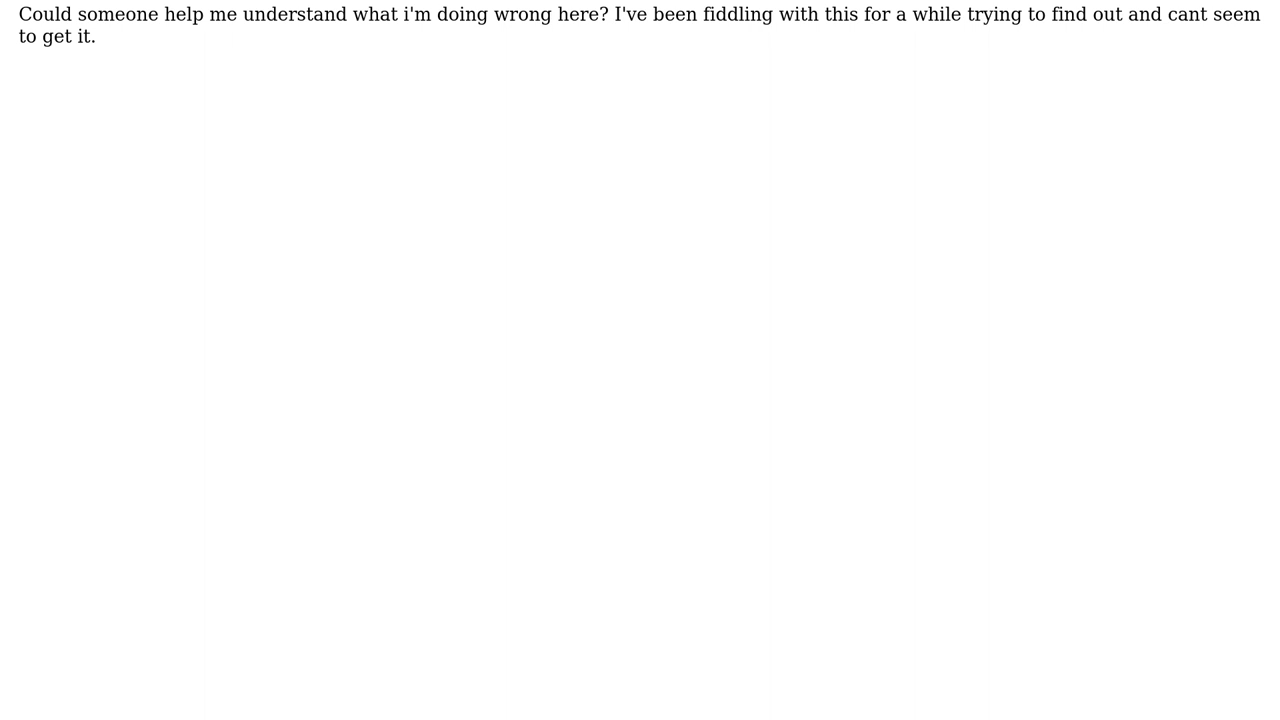 Could someone help me understand what i'm doing wrong here? I've been fiddling with this for a while trying to find out and cant seem
to get it.